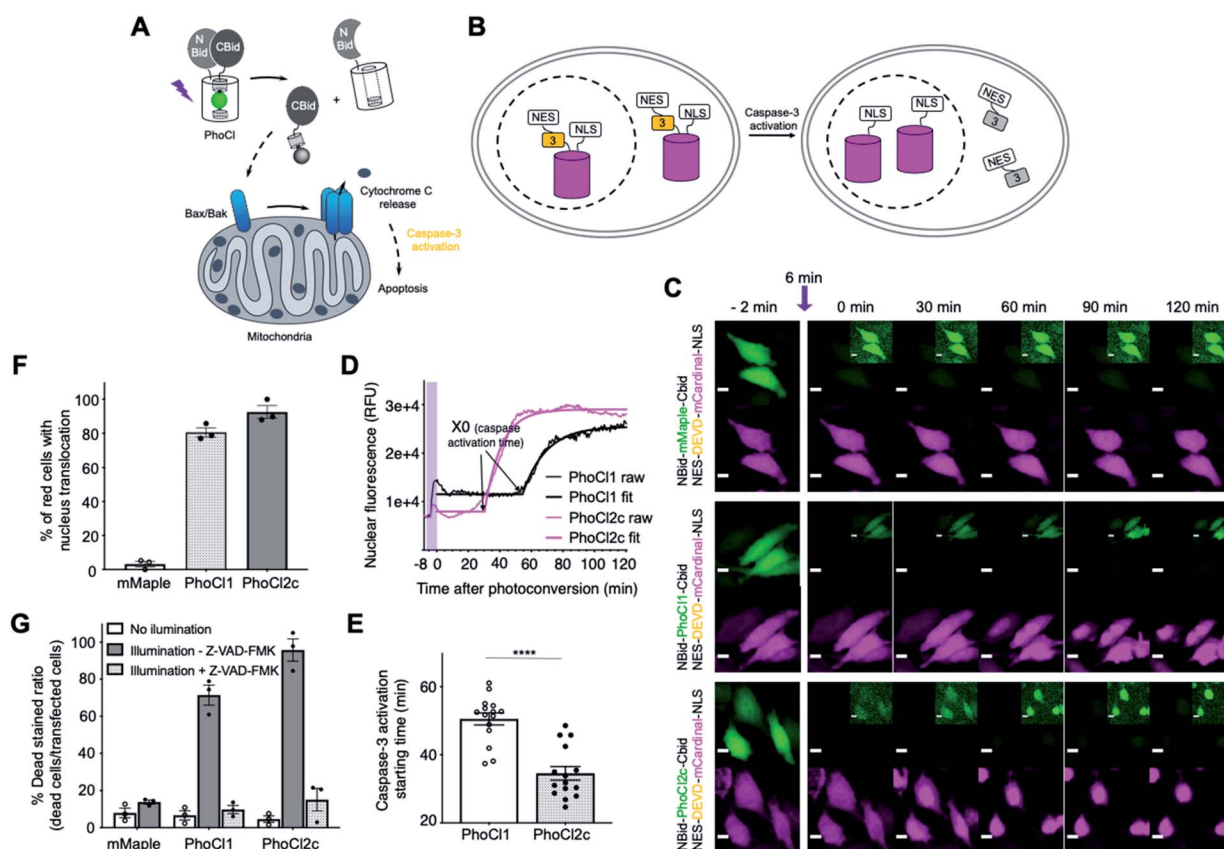 A
N
Bid
CBid
PhoCl
CBid
+
Bax/Bak
Cytochrome C
release
Caspase-3
activation
Apoptosis
Mitochondria
B
NES
3
NLS
NES
3
NLS
Caspase-3
activation
NLS
NLS
NES
3
NES
3
C
6 min
- 2 min
0 min
30 min
60 min
90 min
120 min
NBid-mMaple-Cbid
NES-DEVD-mCardinal-NLS
NBid-PhoCl1-Cbid
NES-DEVD-mCardinal-NLS
NBid-PhoCl2c-Cbid
NES-DEVD-mCardinal-NLS
F
% of red cells with
nucleus translocation
100
80
60
40
20
0
mMaple
PhoCl1
PhoCl2c
D
Nuclear fluorescence (RFU)
3e+4
2e+4
1e+4
X0 (caspase
activation time)
PhoCl1 raw
PhoCl1 fit
PhoCl2c raw
PhoCl2c fit
-8 0 20 40 60 80 100 120
Time after photoconversion (min)
G
% Dead stained ratio
(dead cells/transfected cells)
No ilumination
Illumination - Z-VAD-FMK
Illumination + Z-VAD-FMK
100
80
60
40
20
0
mMaple
PhoCl1
PhoCl2c
E
Caspase-3 activation
starting time (min)
****
60
40
20
PhoCl1
PhoCl2c